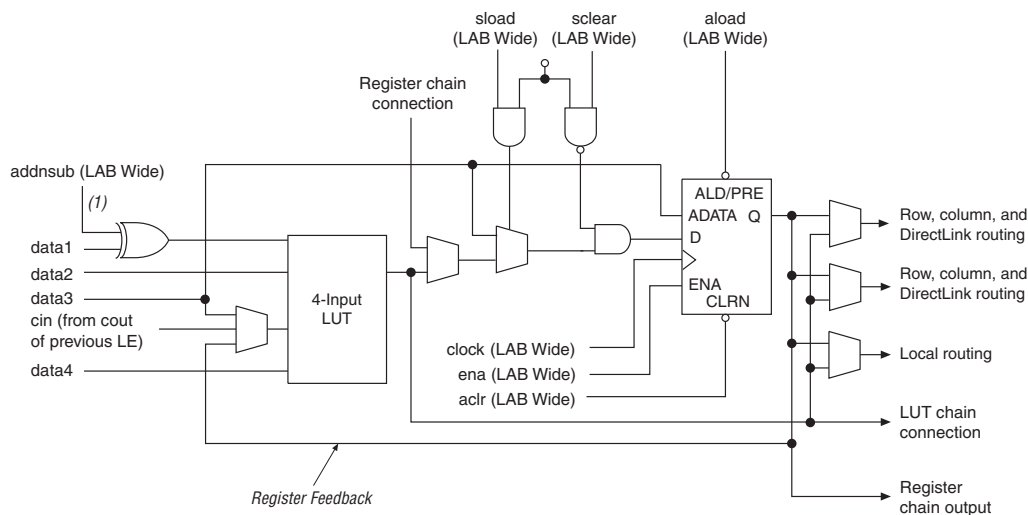 sload
(LAB Wide)
sclear
(LAB Wide)
aload
(LAB Wide)
Register chain
connection
addnsub (LAB Wide)
(1)
data1
data2
data3
cin (from cout
of previous LE)
data4
4-Input
LUT
ALD/PRE
ADATA Q
D
ENA
CLRN
clock (LAB Wide)
ena (LAB Wide)
aclr (LAB Wide)
Row, column, and
DirectLink routing
Row, column, and
DirectLink routing
Local routing
LUT chain
connection
Register
chain output
Register Feedback